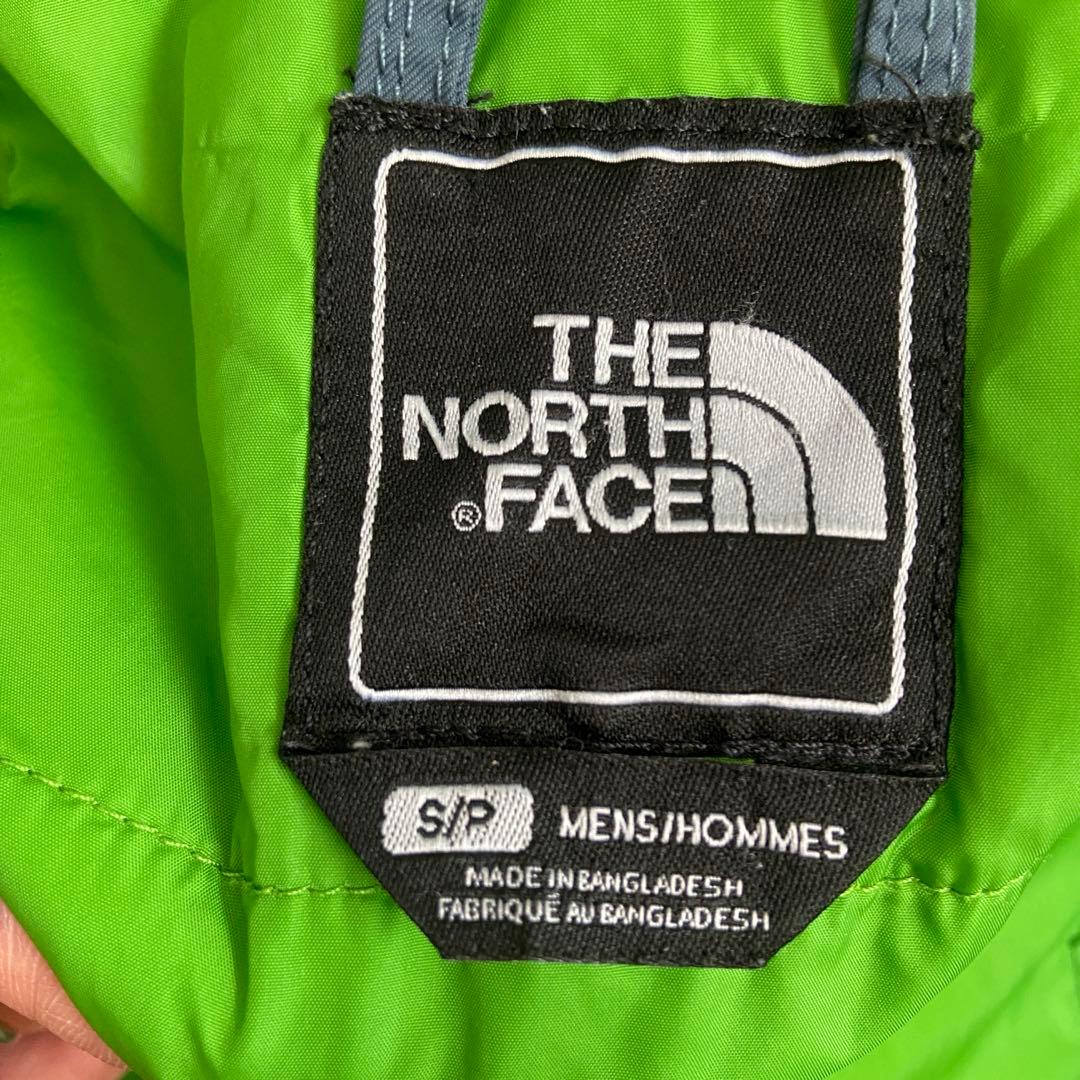 THE
NORTH
® FACE
S/P MENS/HOMMES
MADE IN BANGLADESH
FABRIQUÉ AU BANGLADESH